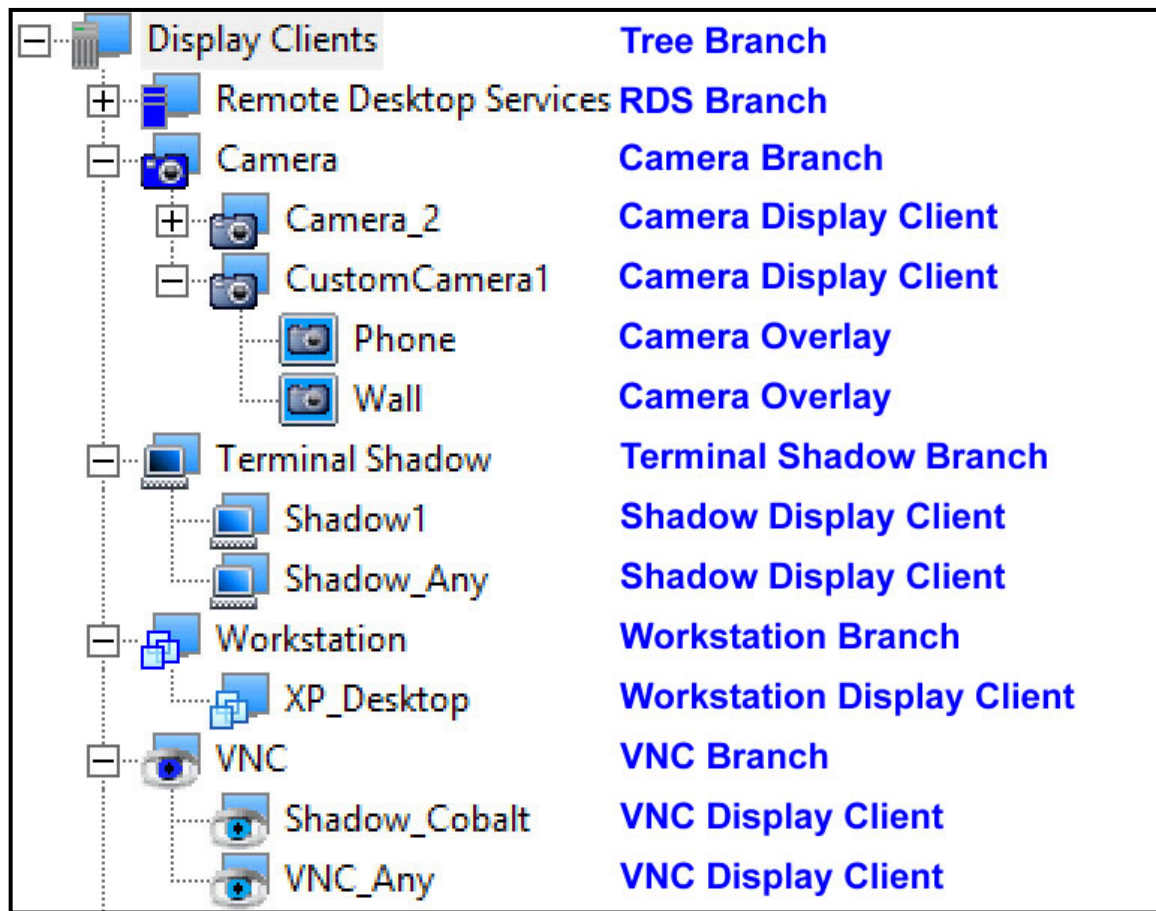 Display Clients Tree Branch
Remote Desktop Services RDS Branch
Camera Camera Branch
Camera_2 Camera Display Client
CustomCamera1 Camera Display Client
Phone Camera Overlay
Wall Camera Overlay
Terminal Shadow Terminal Shadow Branch
Shadow1 Shadow Display Client
Shadow_Any Shadow Display Client
Workstation Workstation Branch
XP_Desktop Workstation Display Client
VNC VNC Branch
Shadow_Cobalt VNC Display Client
VNC_Any VNC Display Client